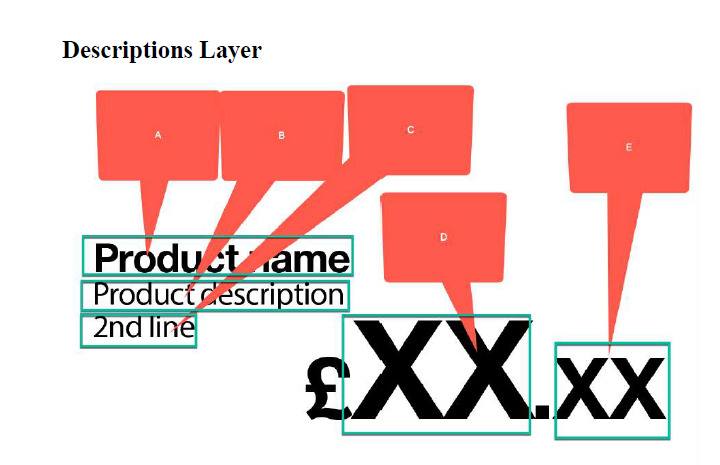 Descriptions Layer
A
B
C
D
E
Product name
Product description
2nd line
£XX.XX